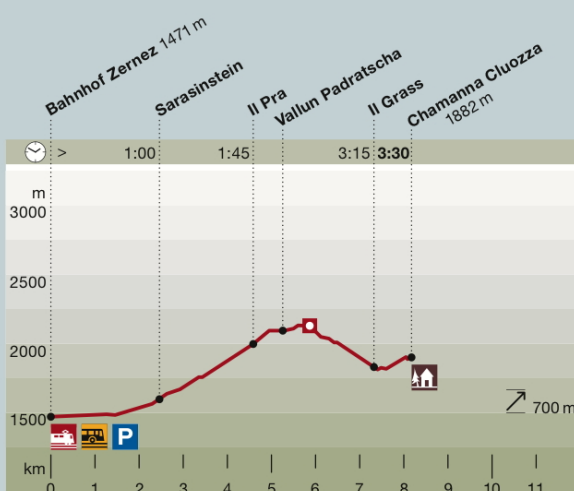 Bahnhof Zernez 1471 m
Sarasinstein
Il Pra
Vallun Padratscha
Il Grass
Chamanna Cluozza
1882 m
> 1:00 1:45 3:15 3:30
m
3000
2500
2000
1500
P
700 m
km
0 1 2 3 4 5 6 7 8 9 10 11